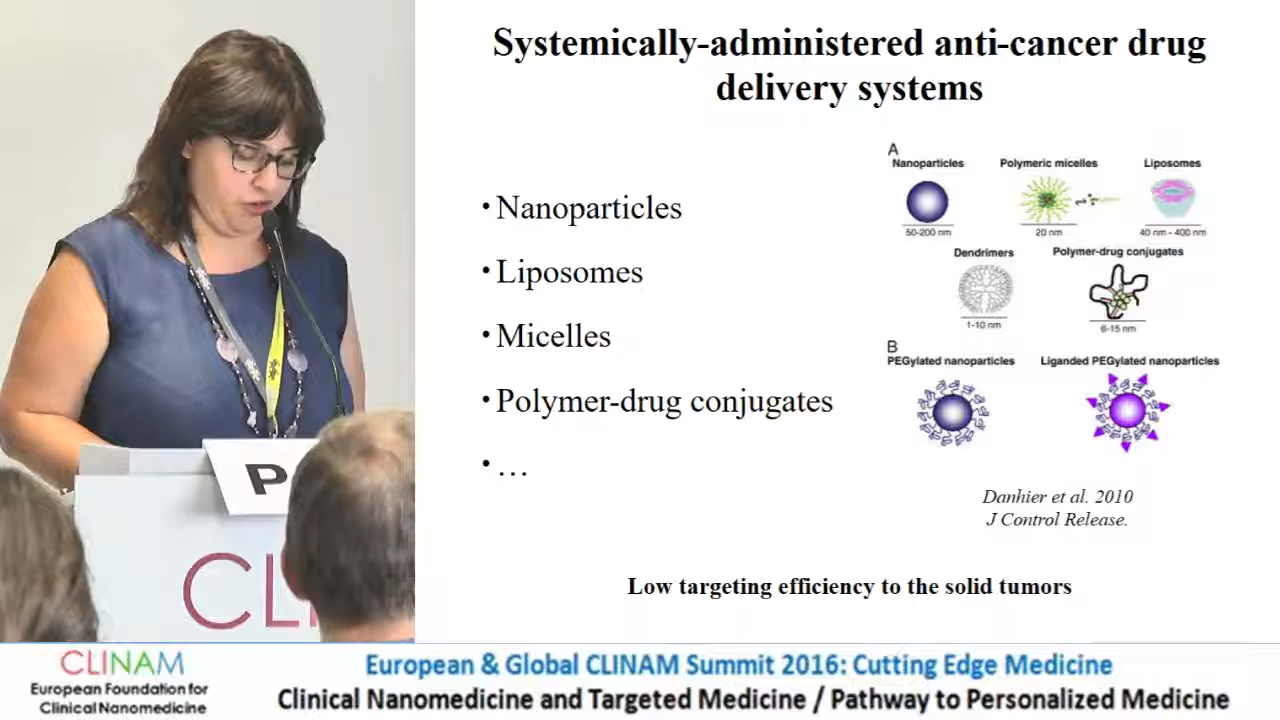 Systemically-administered anti-cancer drug
delivery systems
• Nanoparticles
• Liposomes
• Micelles
• Polymer-drug conjugates
• …
A
Nanoparticles
Polymeric micelles
Liposomes
50-200 nm
20 nm
40 nm - 400 nm
Dendrimers
Polymer-drug conjugates
1-10 nm
6-15 nm
B
PEGylated nanoparticles
Liganded PEGylated nanoparticles
Danhier et al. 2010
J Control Release.
Low targeting efficiency to the solid tumors
P
CLI
CLINAM
European Foundation for
Clinical Nanomedicine
European & Global CLINAM Summit 2016: Cutting Edge Medicine
Clinical Nanomedicine and Targeted Medicine / Pathway to Personalized Medicine